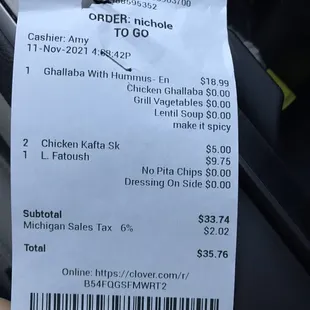 ORDER: nichole
TO GO
Cashier: Amy
11-Nov-2021
1 Ghallaba With Hummus- En $18.99
Chicken Ghallaba $0.00
Grill Vagetables $0.00
Lentil Soup $0.00
make it spicy
2 Chicken Kafta Sk $5.00
1 L. Fatoush $9.75
No Pita Chips $0.00
Dressing On Side $0.00
Subtotal $33.74
Michigan Sales Tax 6% $2.02
Total $35.76
Online: https://clover.com/r/
B54FQGSFMWRT2